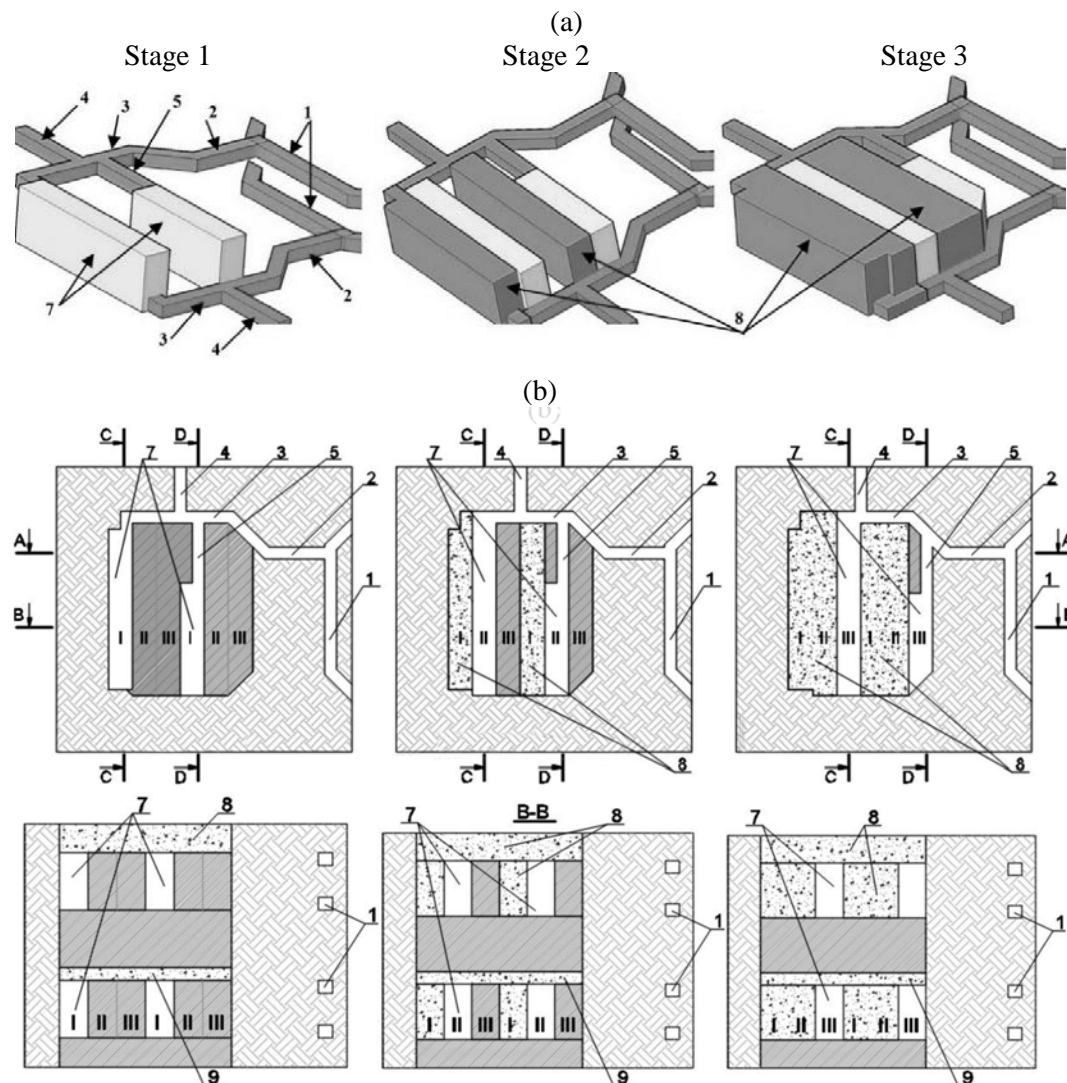 (a)
Stage 1 Stage 2 Stage 3
4 3 5 2 1
7 3 4 2
8
(b)
C D 7 4 3 5 2
C D 7 4 3 5 2
C D 4 3 5 7 2
A A
B
1 1 1
I II III I II III
I II III I II III
I II III I II III
8 8
C D C D C D
7 8
7 B-B 8
7 8
1 1 1
I II III I II III
I II III I II III
I II III I II III
9 9 9